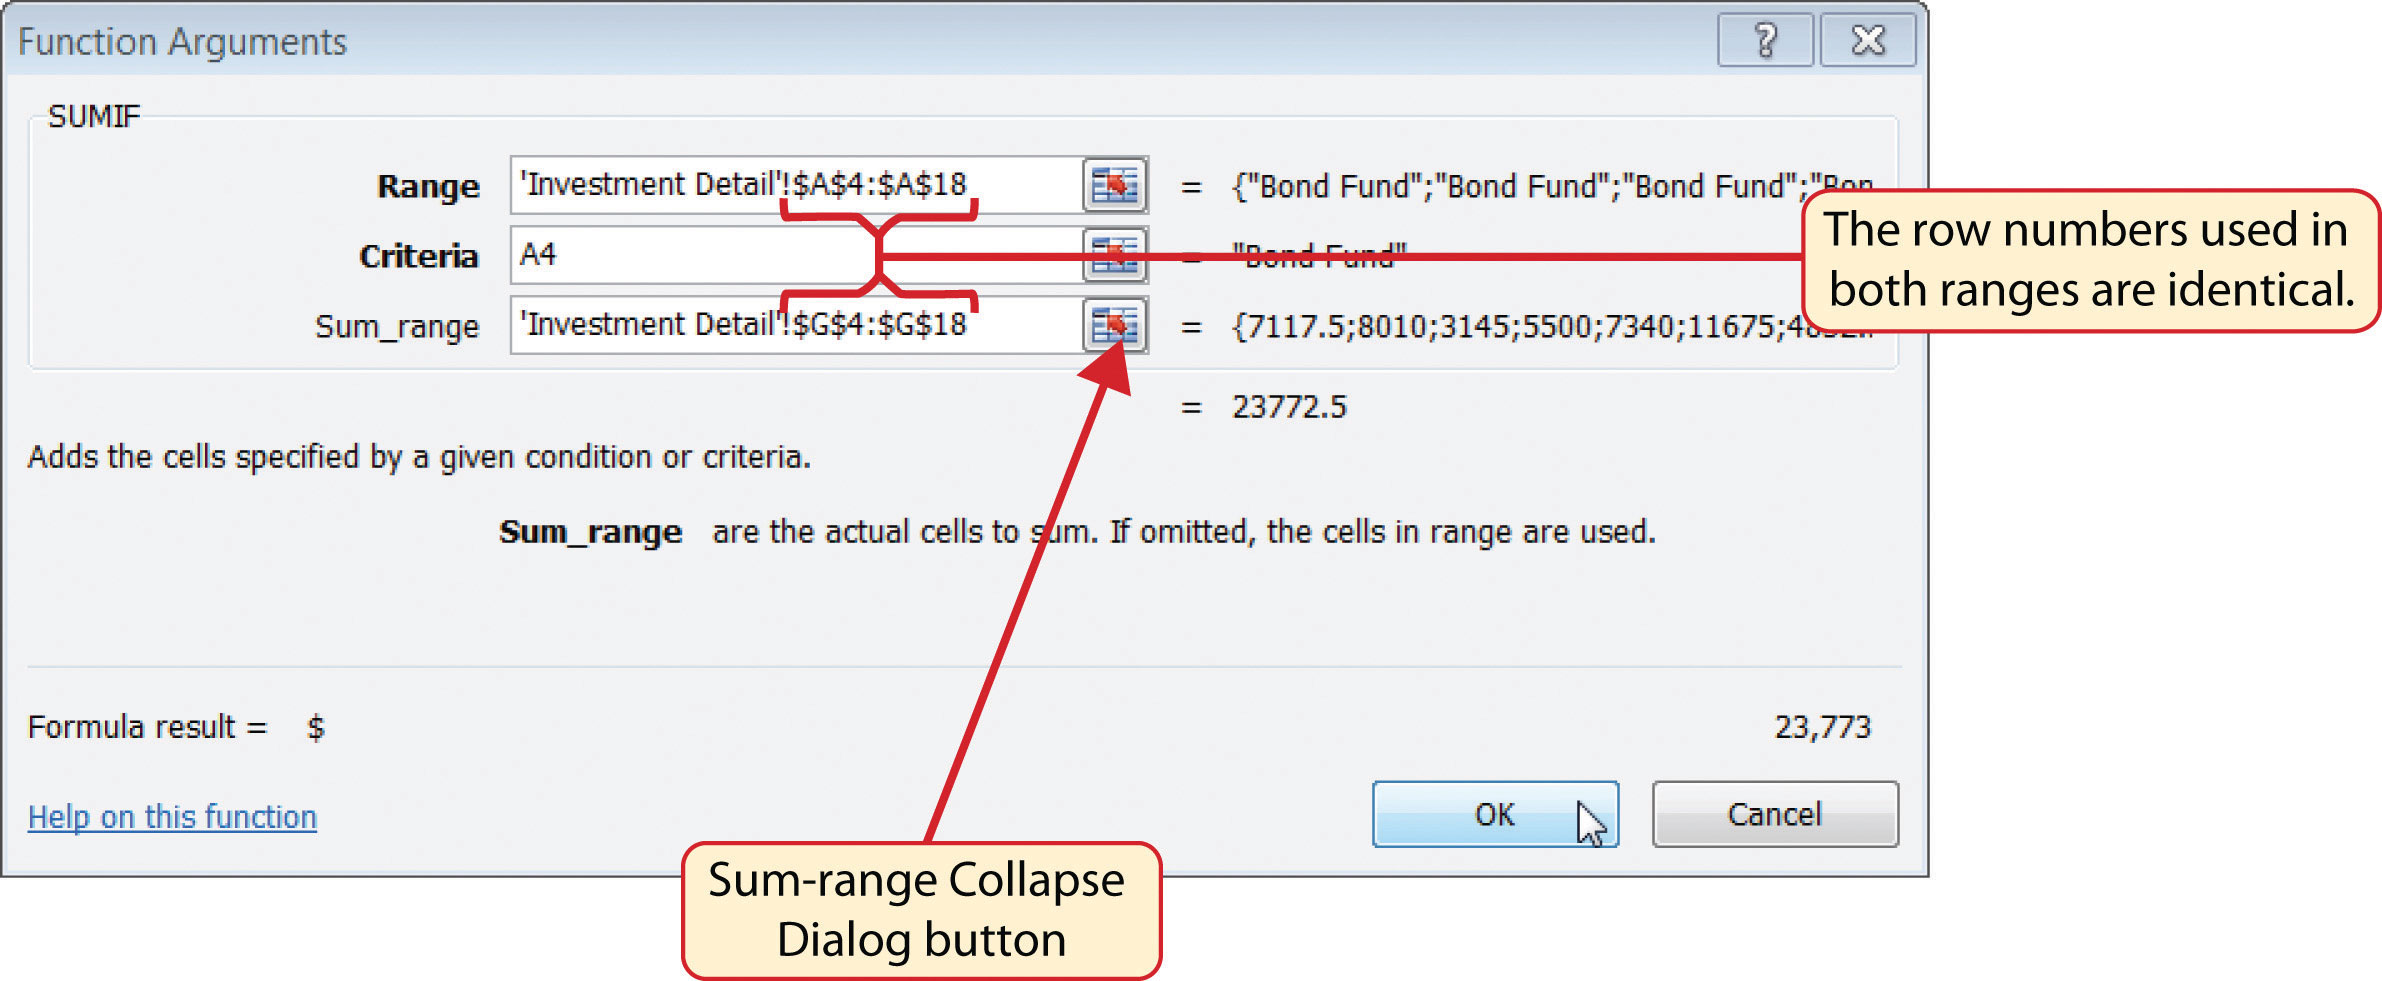 Function Arguments
SUMIF
Range 'Investment Detail'!$A$4:$A$18 = {"Bond Fund";"Bond Fund";"Bond Fund";"Bon
The row numbers used in
both ranges are identical.
Criteria A4 = "Bond Fund"
Sum_range 'Investment Detail'!$G$4:$G$18 = {7117.5;8010;3145;5500;7340;11675;
= 23772.5
Adds the cells specified by a given condition or criteria.
Sum_range are the actual cells to sum. If omitted, the cells in range are used.
Formula result = $ 23,773
Help on this function
OK Cancel
Sum-range Collapse
Dialog button